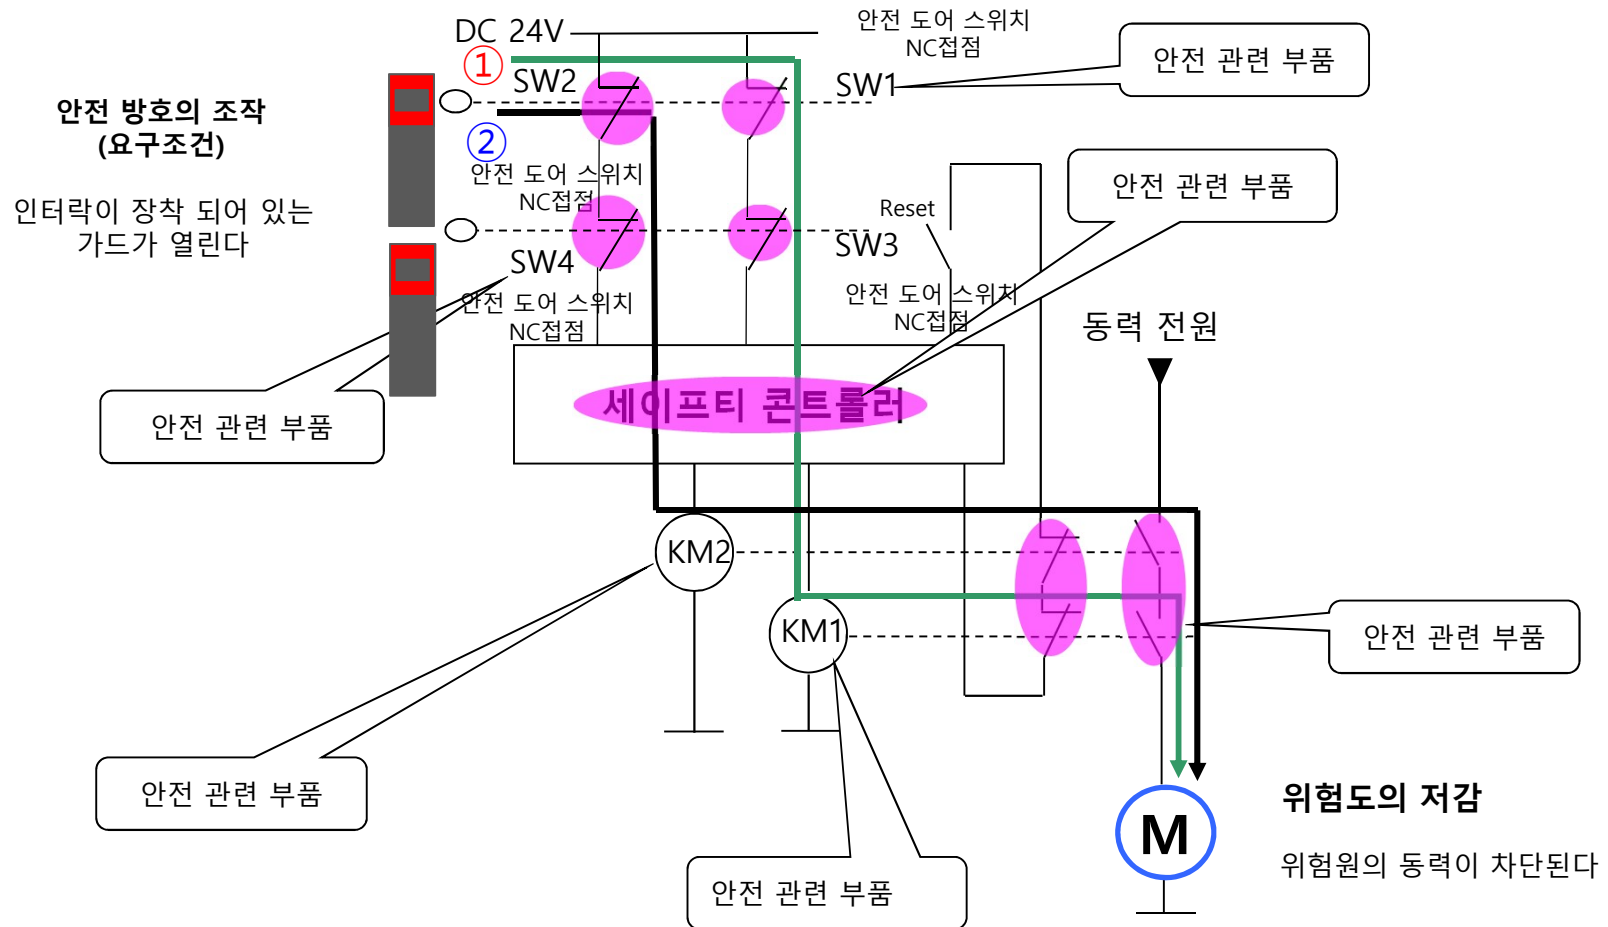 안전 도어 스위치
NC접점
DC 24V
①
SW2
SW1
안전 관련 부품
안전 방호의 조작
(요구조건)
②
안전 도어 스위치
NC접점
인터락이 장착 되어 있는
가드가 열린다
안전 관련 부품
Reset
SW4
SW3
안전 도어 스위치
NC접점
안전 도어 스위치
NC접점
동력 전원
안전 관련 부품
세이프티 콘트롤러
KM2
KM1
안전 관련 부품
안전 관련 부품
안전 관련 부품
M
위험도의 저감
위험원의 동력이 차단된다